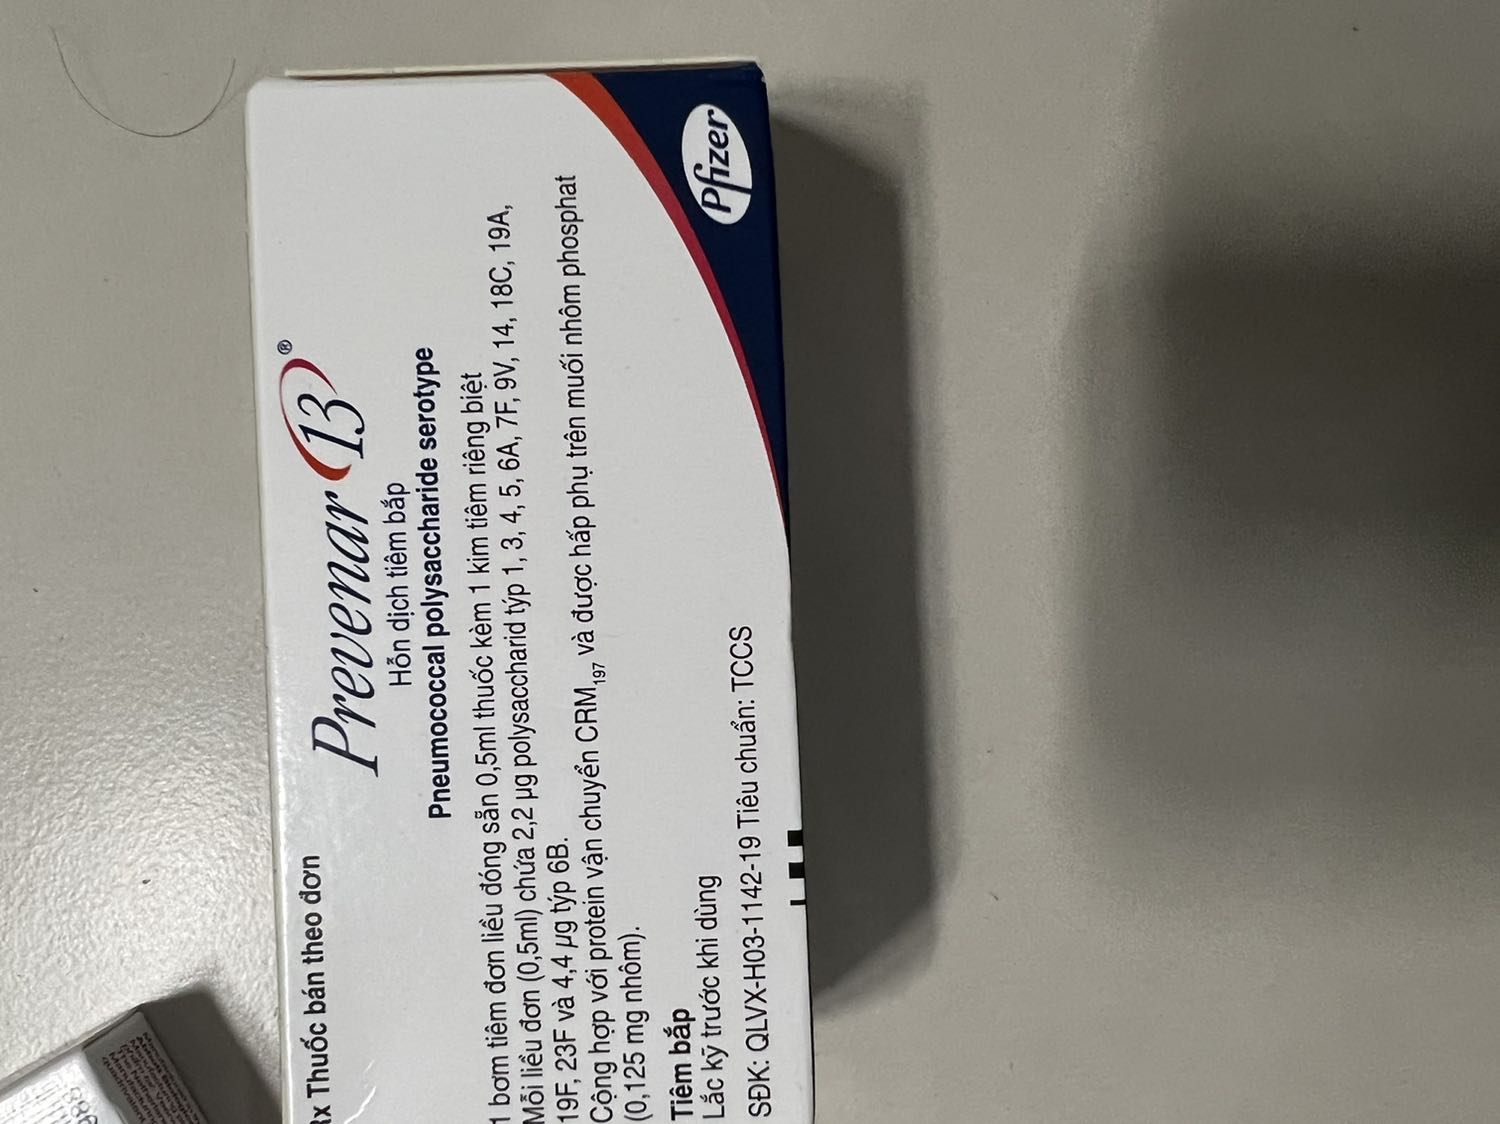 Rx Thuốc bán theo đơn
Prevenar 13®
Hỗn dịch tiêm bắp
Pneumococcal polysaccharide serotype
1 bơm tiêm đơn liều đóng sẵn 0,5ml thuốc kèm 1 kim tiêm riêng biệt
Mỗi liều đơn (0,5ml) chứa 2,2 µg polysaccharid týp 1, 3, 4, 5, 6A, 7F, 9V, 14, 18C, 19A,
19F, 23F và 4,4 µg týp 6B.
Cộng hợp với protein vận chuyển CRM197 và được hấp phụ trên muối nhôm phosphat
(0,125 mg nhôm).
Tiêm bắp
Lắc kỹ trước khi dùng
SĐK: QLVX-H03-1142-19 Tiêu chuẩn: TCCS
Pfizer